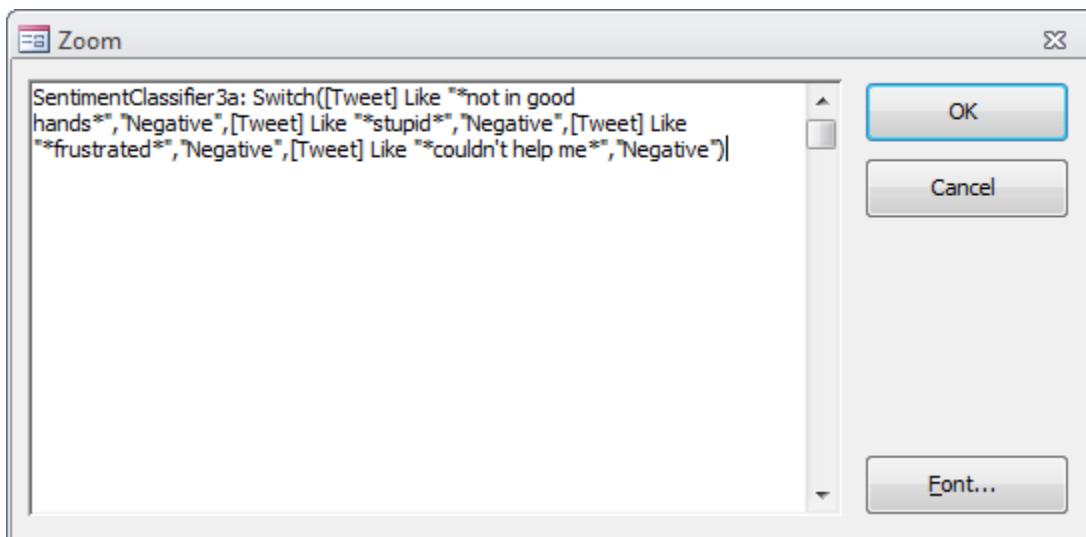 Zoom
SentimentClassifier3a: Switch([Tweet] Like "*not in good
hands*","Negative",[Tweet] Like "*stupid*","Negative",[Tweet] Like
"*frustrated*","Negative",[Tweet] Like "*couldn't help me*","Negative")
OK
Cancel
Font...